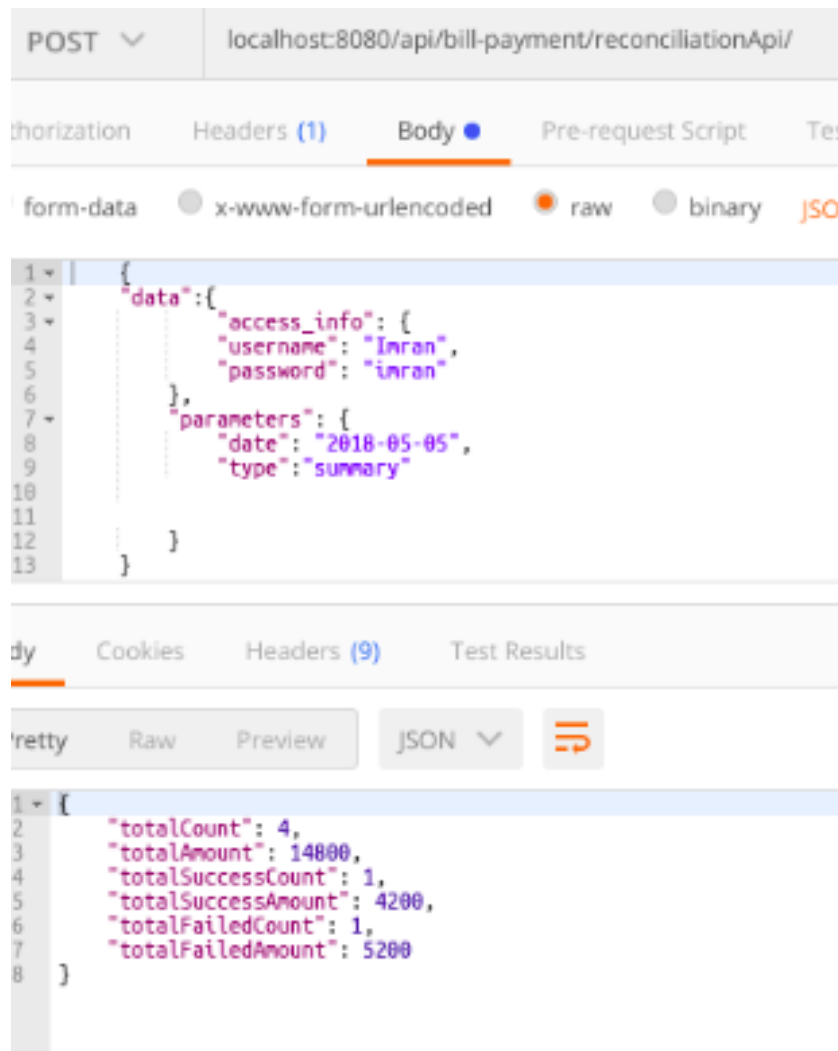 POST localhost:8080/api/bill-payment/reconciliationApi/
thorization Headers (1) Body Pre-request Script Tes
form-data x-www-form-urlencoded raw binary JSO
1 {
2 "data":{
3 "access_info": {
4 "username": "Imran",
5 "password": "imran"
6 },
7 "parameters": {
8 "date": "2018-05-05",
9 "type":"summary"
10
11
12 }
13 }
dy Cookies Headers (9) Test Results
retty Raw Preview JSON
1 {
2 "totalCount": 4,
3 "totalAmount": 14800,
4 "totalSuccessCount": 1,
5 "totalSuccessAmount": 4200,
6 "totalFailedCount": 1,
7 "totalFailedAmount": 5200
8 }